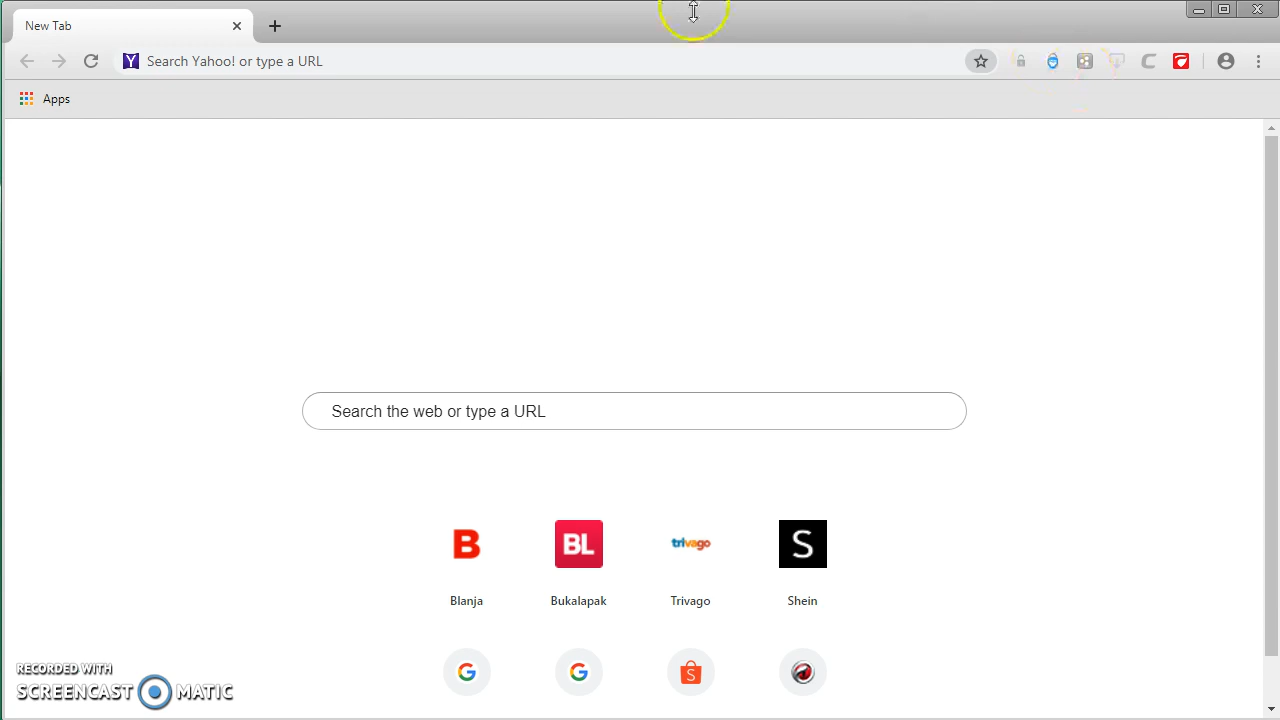 New Tab
Search Yahoo! or type a URL
Apps
Search the web or type a URL
B
BL
trivago
S
Blanja
Bukalapak
Trivago
Shein
RECORDED WITH
SCREENCAST MATIC